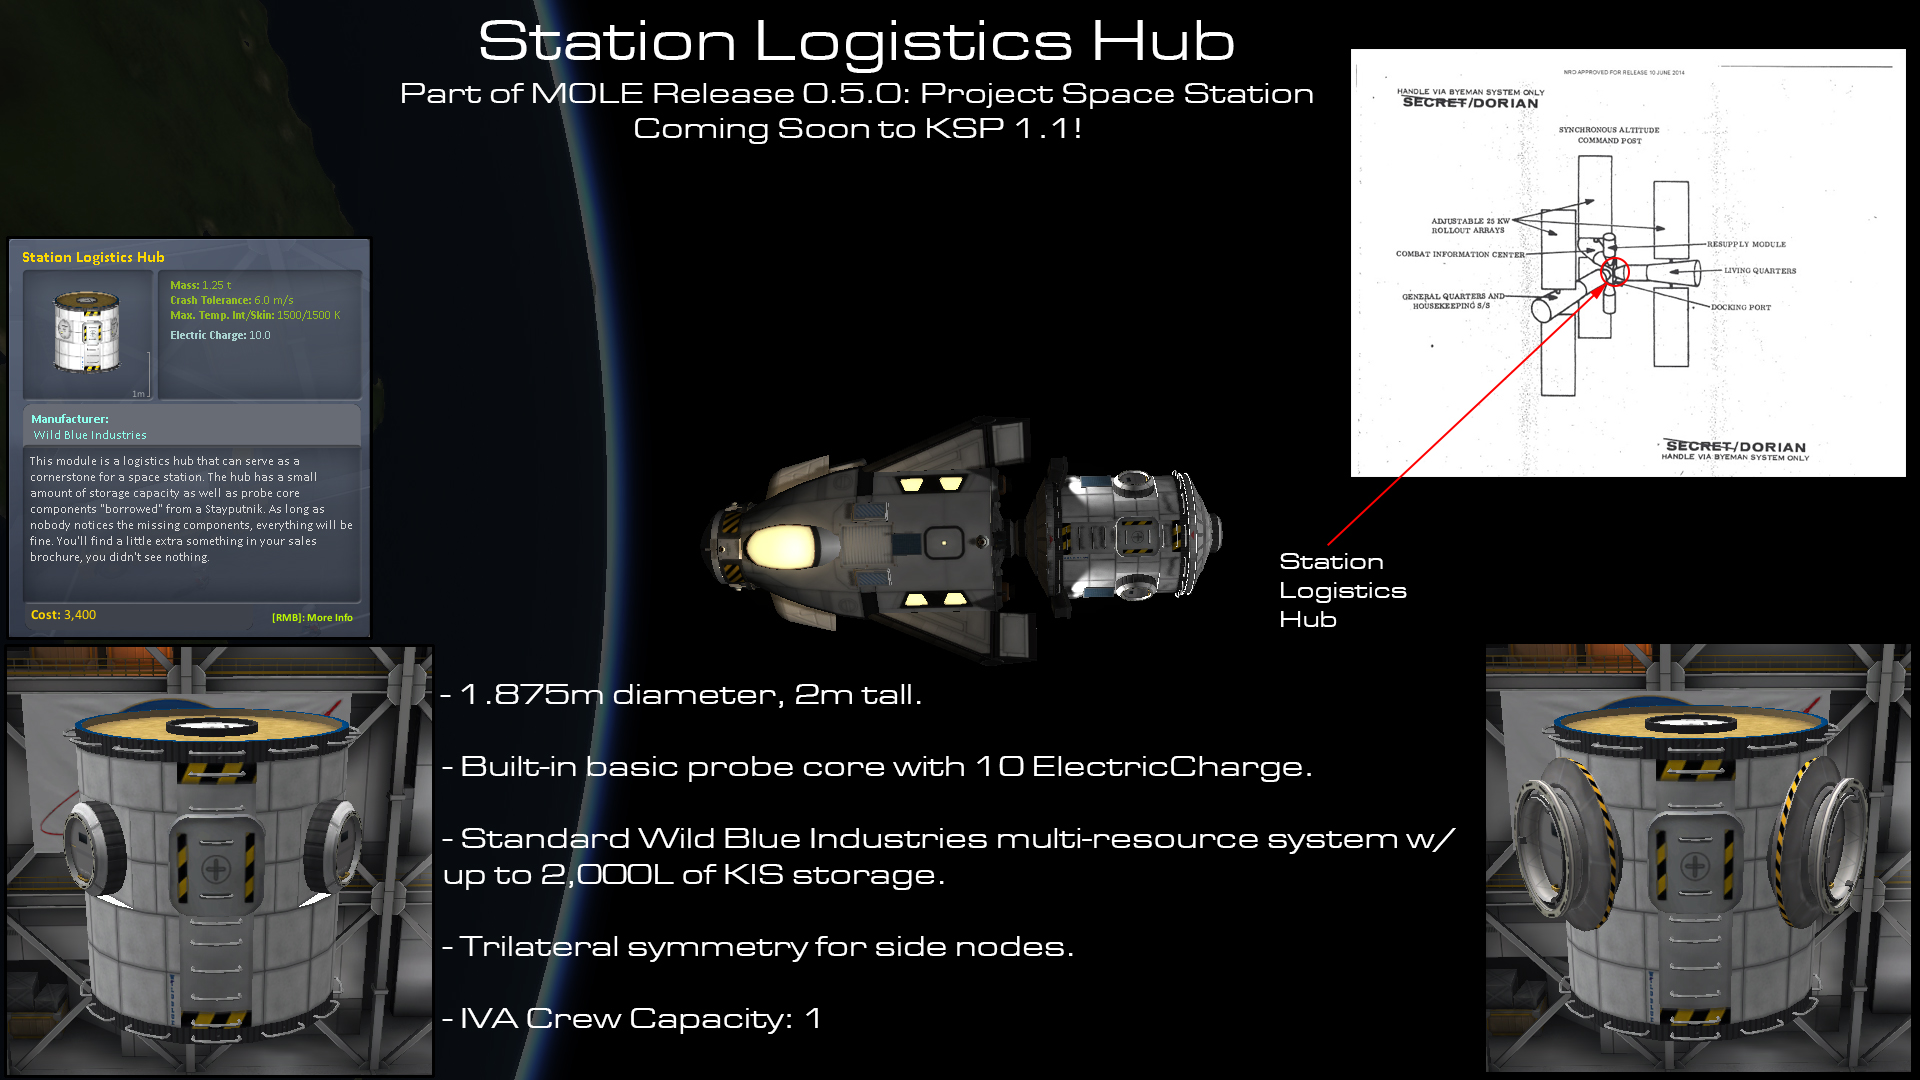 Station Logistics Hub
Part of MOLE Release 0.5.0: Project Space Station
Coming Soon to KSP 1.1!
NRO APPROVED FOR RELEASE 10 JUNE 2014
HANDLE VIA BYEMAN SYSTEM ONLY
SECRET/DORIAN
SYNCHRONOUS ALTITUDE
COMMAND POST
ADJUSTABLE 25 KW
ROLLOUT ARRAYS
COMBAT INFORMATION CENTER
GENERAL QUARTERS AND
HOUSEKEEPING S/S
RESUPPLY MODULE
LIVING QUARTERS
DOCKING PORT
SECRET/DORIAN
HANDLE VIA BYEMAN SYSTEM ONLY
Station
Logistics
Hub
Station Logistics Hub
Mass: 1.25 t
Crash Tolerance: 6.0 m/s
Max. Temp. Int/Skin: 1500/1500 K
Electric Charge: 10.0
1m
Manufacturer:
Wild Blue Industries
This module is a logistics hub that can serve as a
cornerstone for a space station. The hub has a small
amount of storage capacity as well as probe core
components "borrowed" from a Stayputnik. As long as
nobody notices the missing components, everything will be
fine. You'll find a little extra something in your sales
brochure, you didn't see nothing.
Cost: 3,400
[RMB]: More Info
- 1.875m diameter, 2m tall.
- Built-in basic probe core with 10 ElectricCharge.
- Standard Wild Blue Industries multi-resource system w/
up to 2,000L of KIS storage.
- Trilateral symmetry for side nodes.
- IVA Crew Capacity: 1